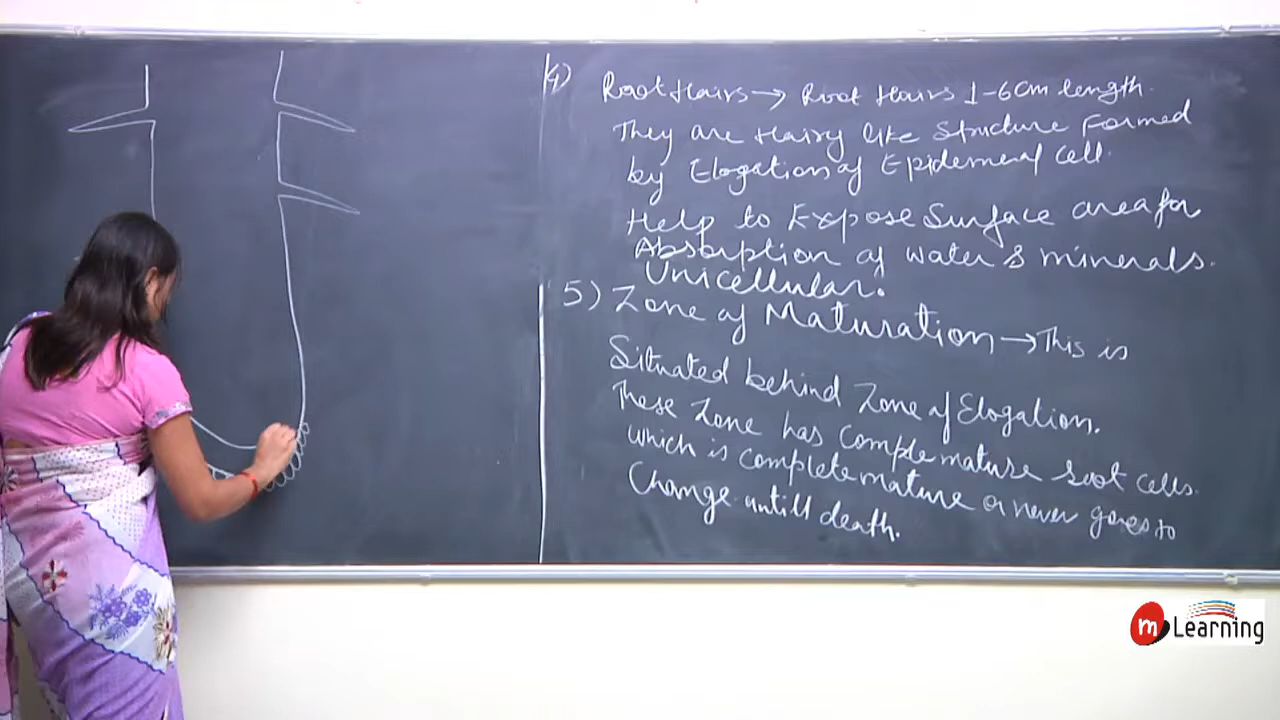 4) Root Hairs → Root Hairs 1-6cm length.
They are Hairy like Structure Formed
by Elogation of Epidermal cell.
Help to Expose Surface area for
Absorption of water & minerals.
Unicellular.
5) Zone of Maturation → This is
Situated behind Zone of Elogation.
These Zone has comple mature root cells.
which is complete mature or never goes to
Change untill death.
m Learning